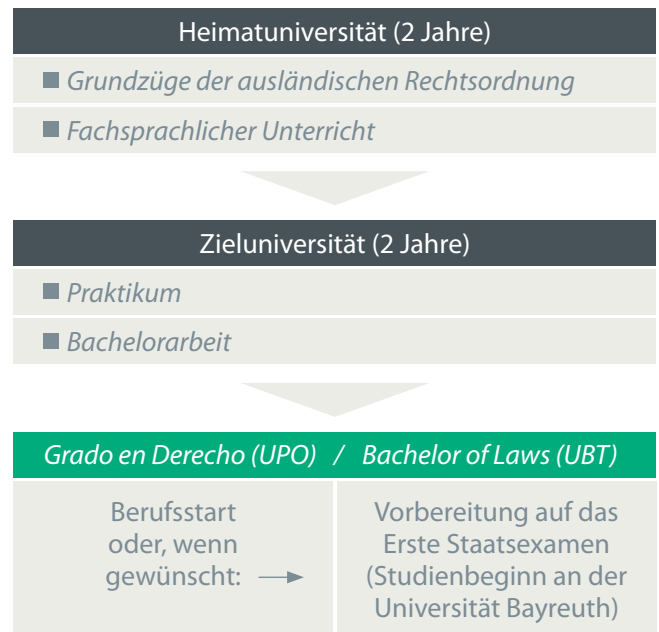 Heimatuniversität (2 Jahre)
Grundzüge der ausländischen Rechtsordnung
Fachsprachlicher Unterricht
Zieluniversität (2 Jahre)
Praktikum
Bachelorarbeit
Grado en Derecho (UPO) / Bachelor of Laws (UBT)
Berufsstart
oder, wenn
gewünscht:
Vorbereitung auf das
Erste Staatsexamen
(Studienbeginn an der
Universität Bayreuth)